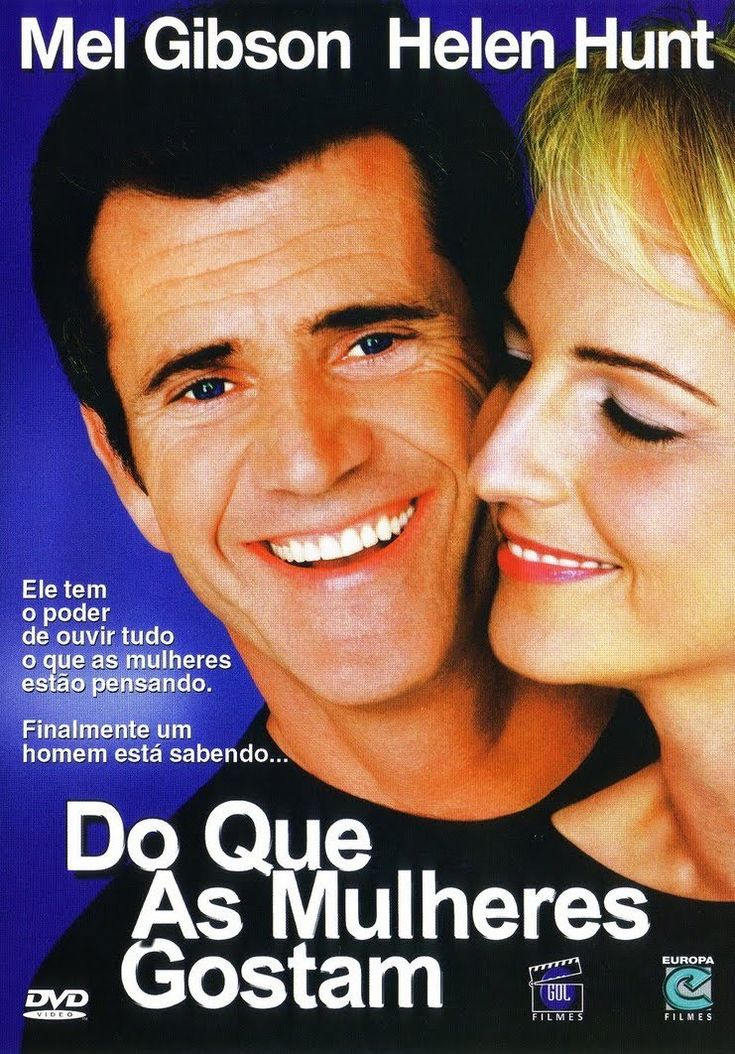 Mel Gibson Helen Hunt
Ele tem
o poder
de ouvir tudo
o que as mulheres
estão pensando.
Finalmente um
homem está sabendo...
Do Que
As Mulheres
Gostam
DVD
VIDEO
GOL
FILMES
EUROPA
FILMES